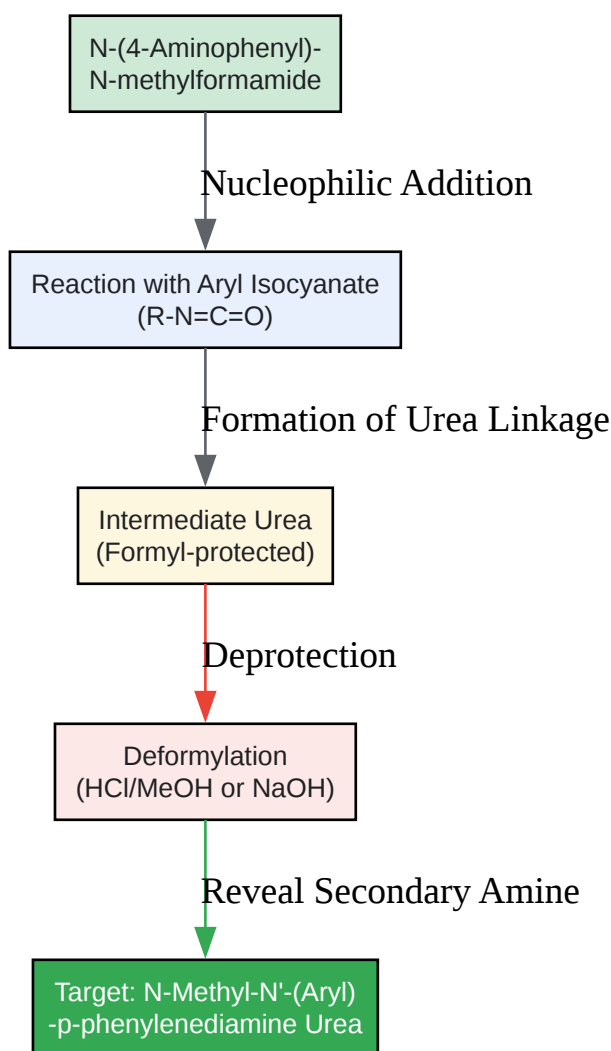 N-(4-Aminophenyl)-
N-methylformamide
Nucleophilic Addition
Reaction with Aryl Isocyanate
(R-N=C=O)
Formation of Urea Linkage
Intermediate Urea
(Formyl-protected)
Deprotection
Deformylation
(HCl/MeOH or NaOH)
Reveal Secondary Amine
Target: N-Methyl-N'-(Aryl)
-p-phenylenediamine Urea